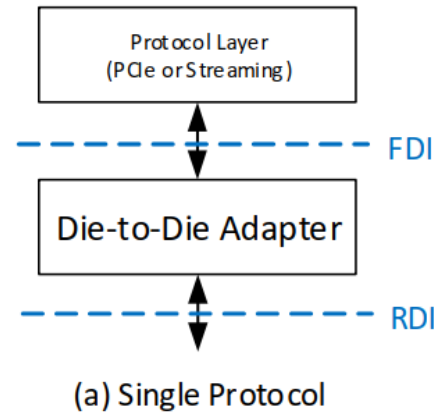 Protocol Layer
(PCIe or Streaming)
FDI
Die-to-Die Adapter
RDI
(a) Single Protocol